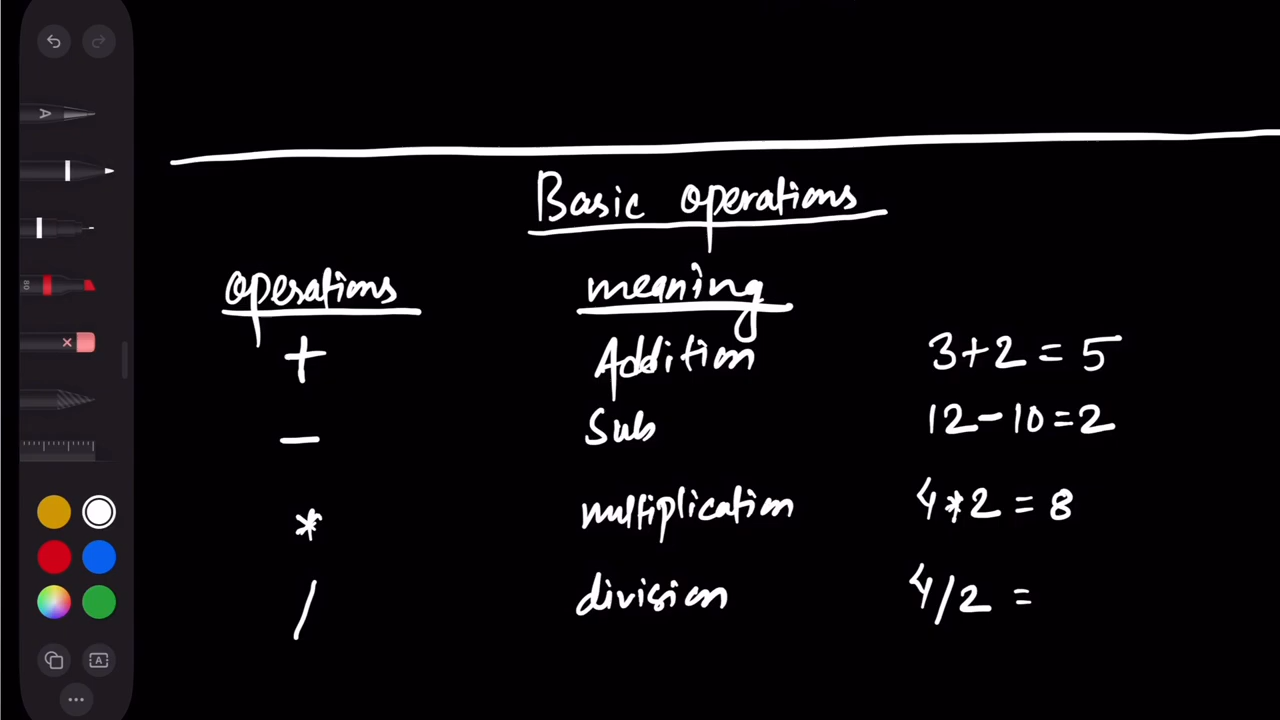 Basic operations
operations meaning
+ Addition 3+2=5
- Sub 12-10=2
* multiplication 4*2=8
/ division 4/2=
A
80
A